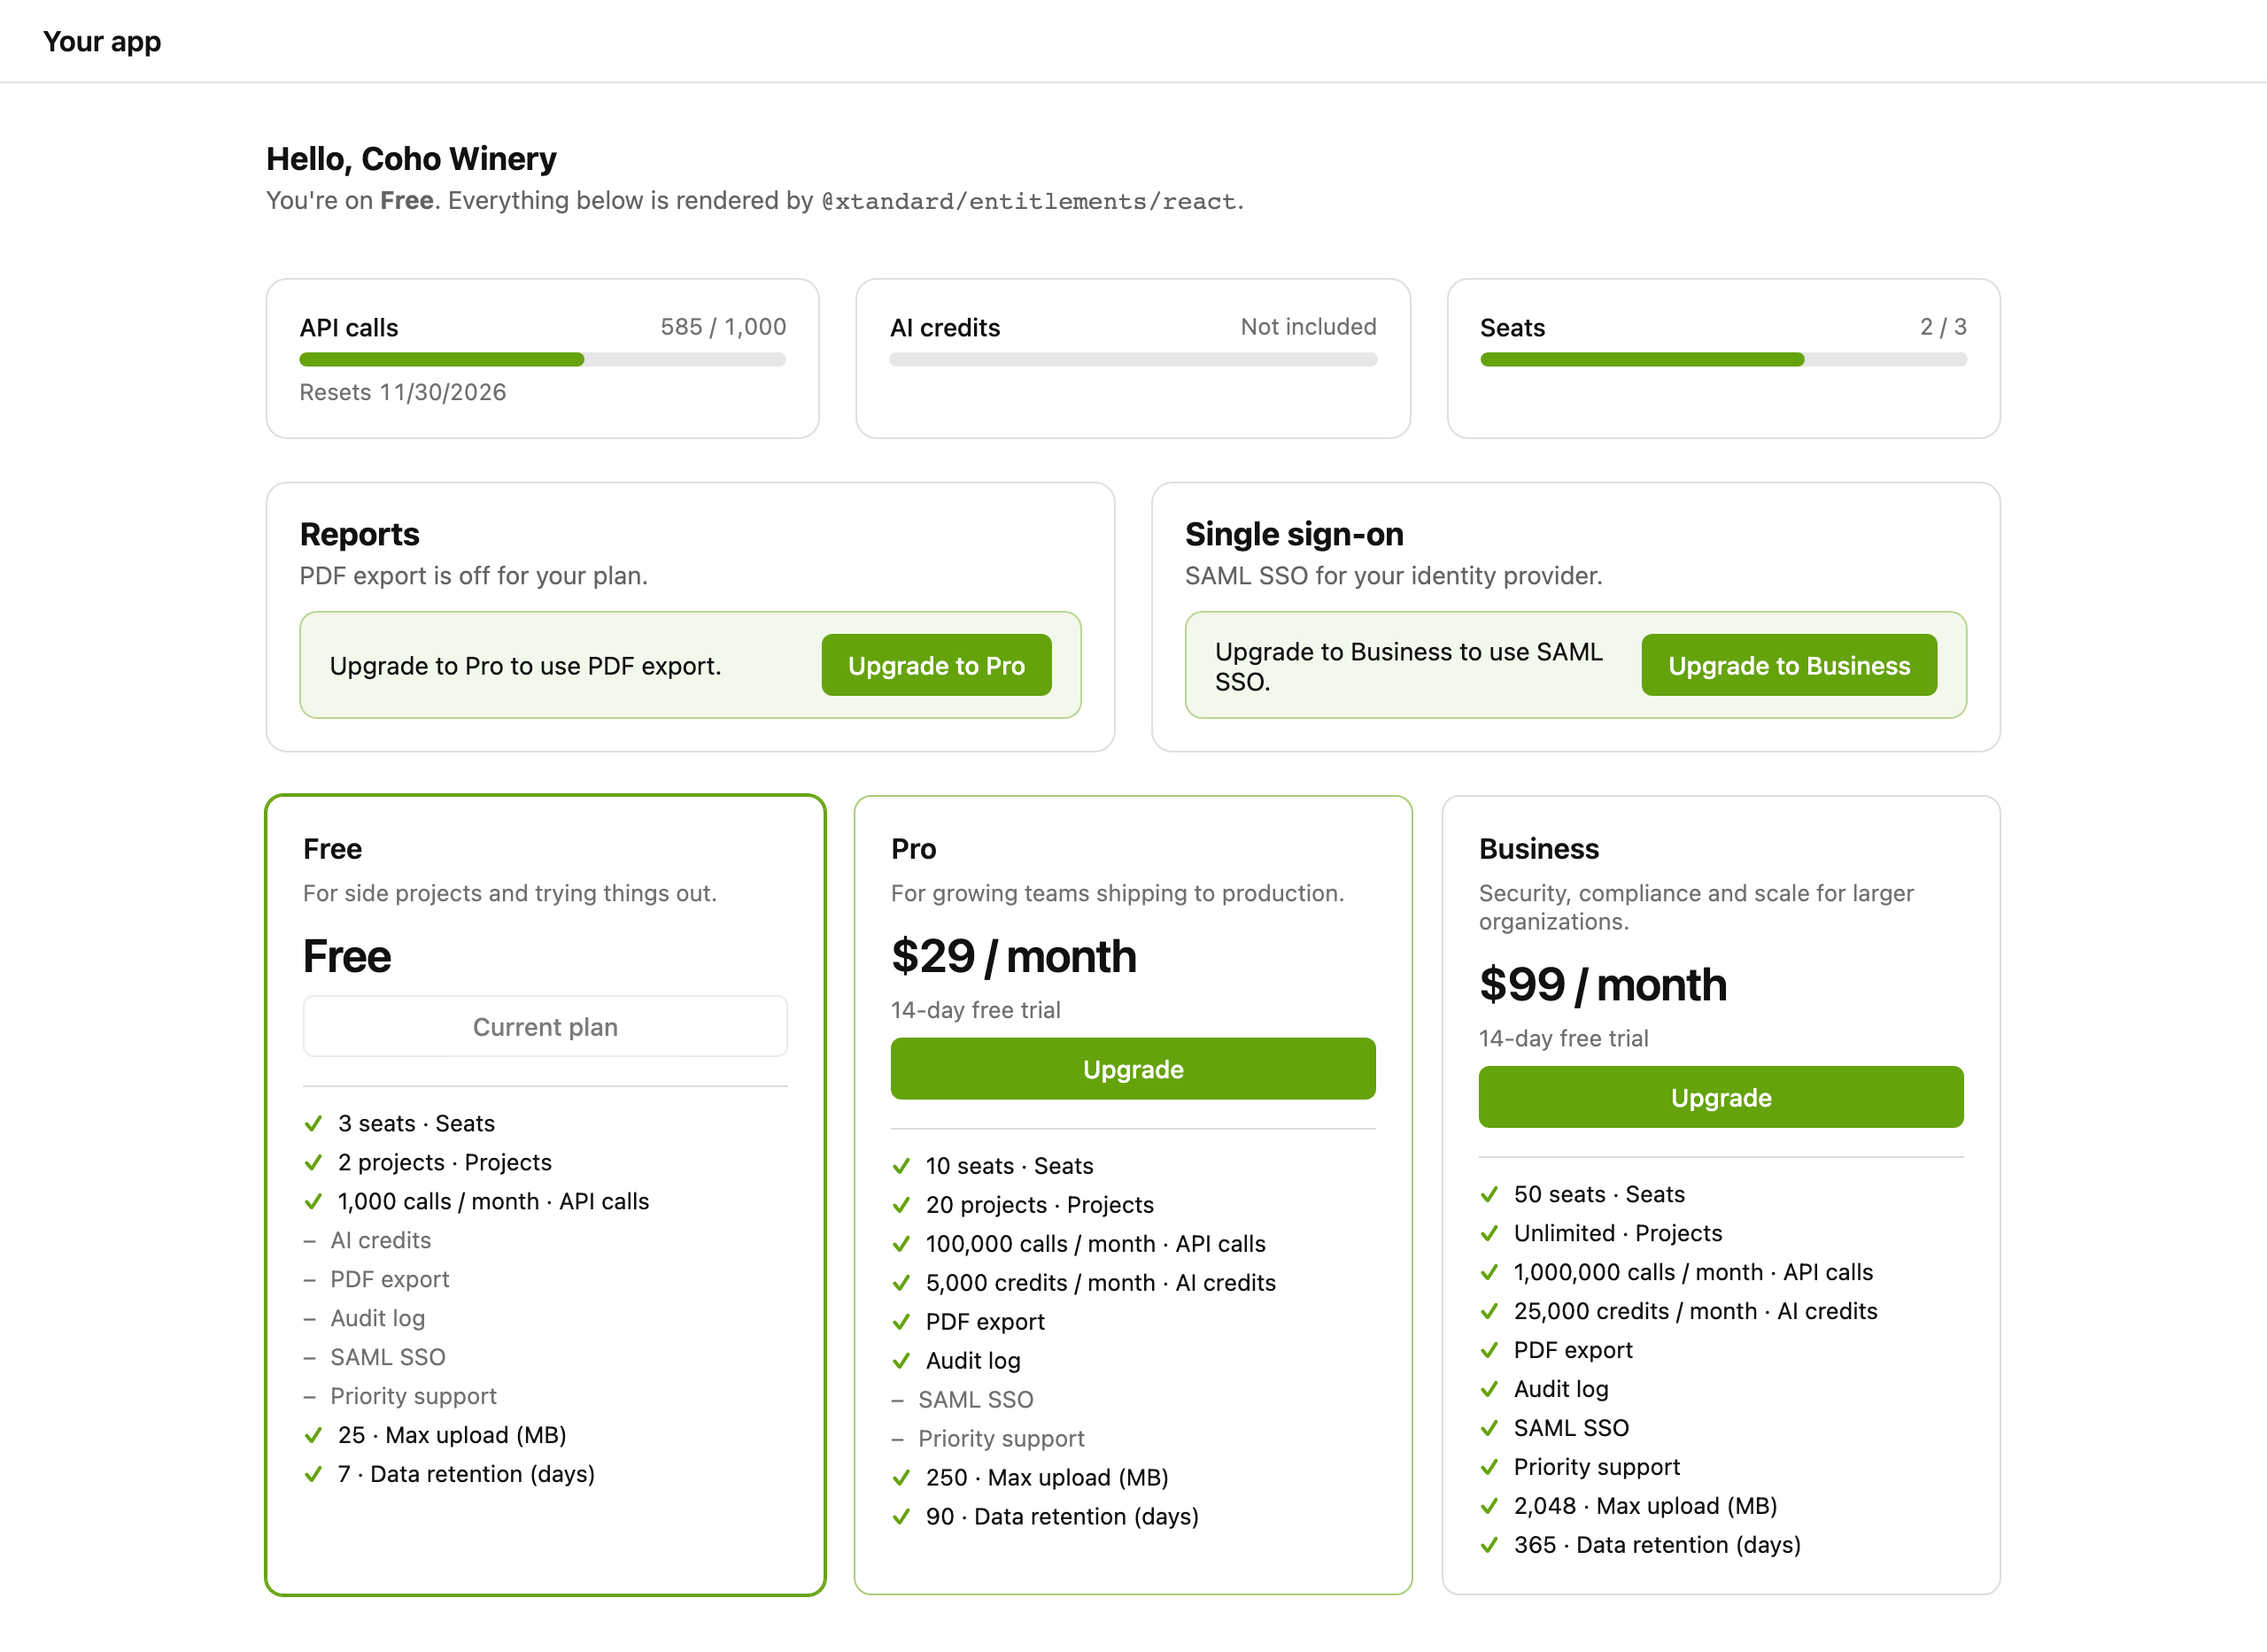 Your app
Hello, Coho Winery
You're on Free. Everything below is rendered by @xtandard/entitlements/react.
API calls
585 / 1,000
Resets 11/30/2026
AI credits
Not included
Seats
2 / 3
Reports
PDF export is off for your plan.
Upgrade to Pro to use PDF export.
Upgrade to Pro
Single sign-on
SAML SSO for your identity provider.
Upgrade to Business to use SAML
SSO.
Upgrade to Business
Free
For side projects and trying things out.
Free
Current plan
3 seats · Seats
2 projects · Projects
1,000 calls / month · API calls
– AI credits
– PDF export
– Audit log
– SAML SSO
– Priority support
25 · Max upload (MB)
7 · Data retention (days)
Pro
For growing teams shipping to production.
$29 / month
14-day free trial
Upgrade
10 seats · Seats
20 projects · Projects
100,000 calls / month · API calls
5,000 credits / month · AI credits
PDF export
Audit log
– SAML SSO
– Priority support
250 · Max upload (MB)
90 · Data retention (days)
Business
Security, compliance and scale for larger
organizations.
$99 / month
14-day free trial
Upgrade
50 seats · Seats
Unlimited · Projects
1,000,000 calls / month · API calls
25,000 credits / month · AI credits
PDF export
Audit log
SAML SSO
Priority support
2,048 · Max upload (MB)
365 · Data retention (days)